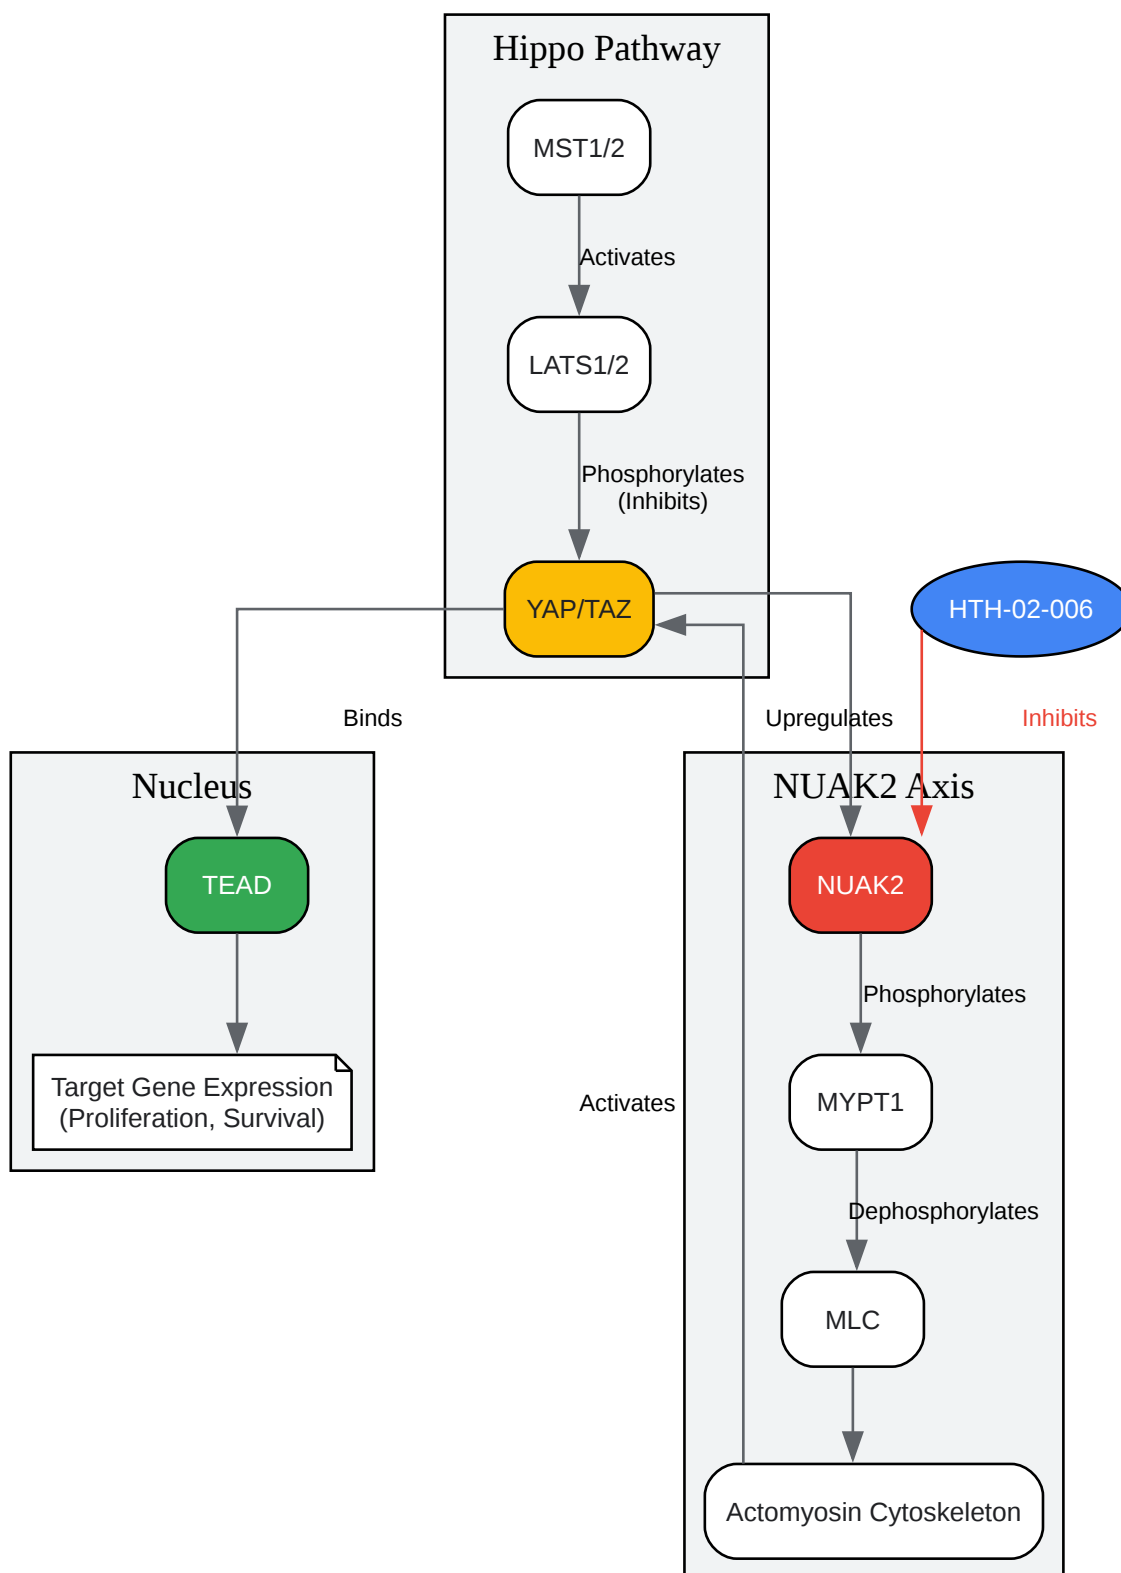 Hippo Pathway
MST1/2
Activates
LATS1/2
Phosphorylates
(Inhibits)
YAP/TAZ
HTH-02-006
Binds
Upregulates
Inhibits
Nucleus
NUAK2 Axis
TEAD
NUAK2
Phosphorylates
Target Gene Expression
(Proliferation, Survival)
Activates
MYPT1
Dephosphorylates
MLC
Actomyosin Cytoskeleton